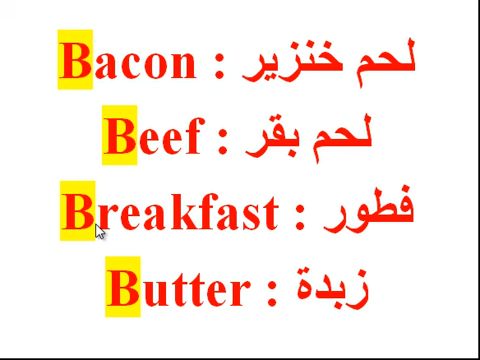 Bacon : لحم خنزير
Beef : لحم بقر
Breakfast : فطور
Butter : زبدة